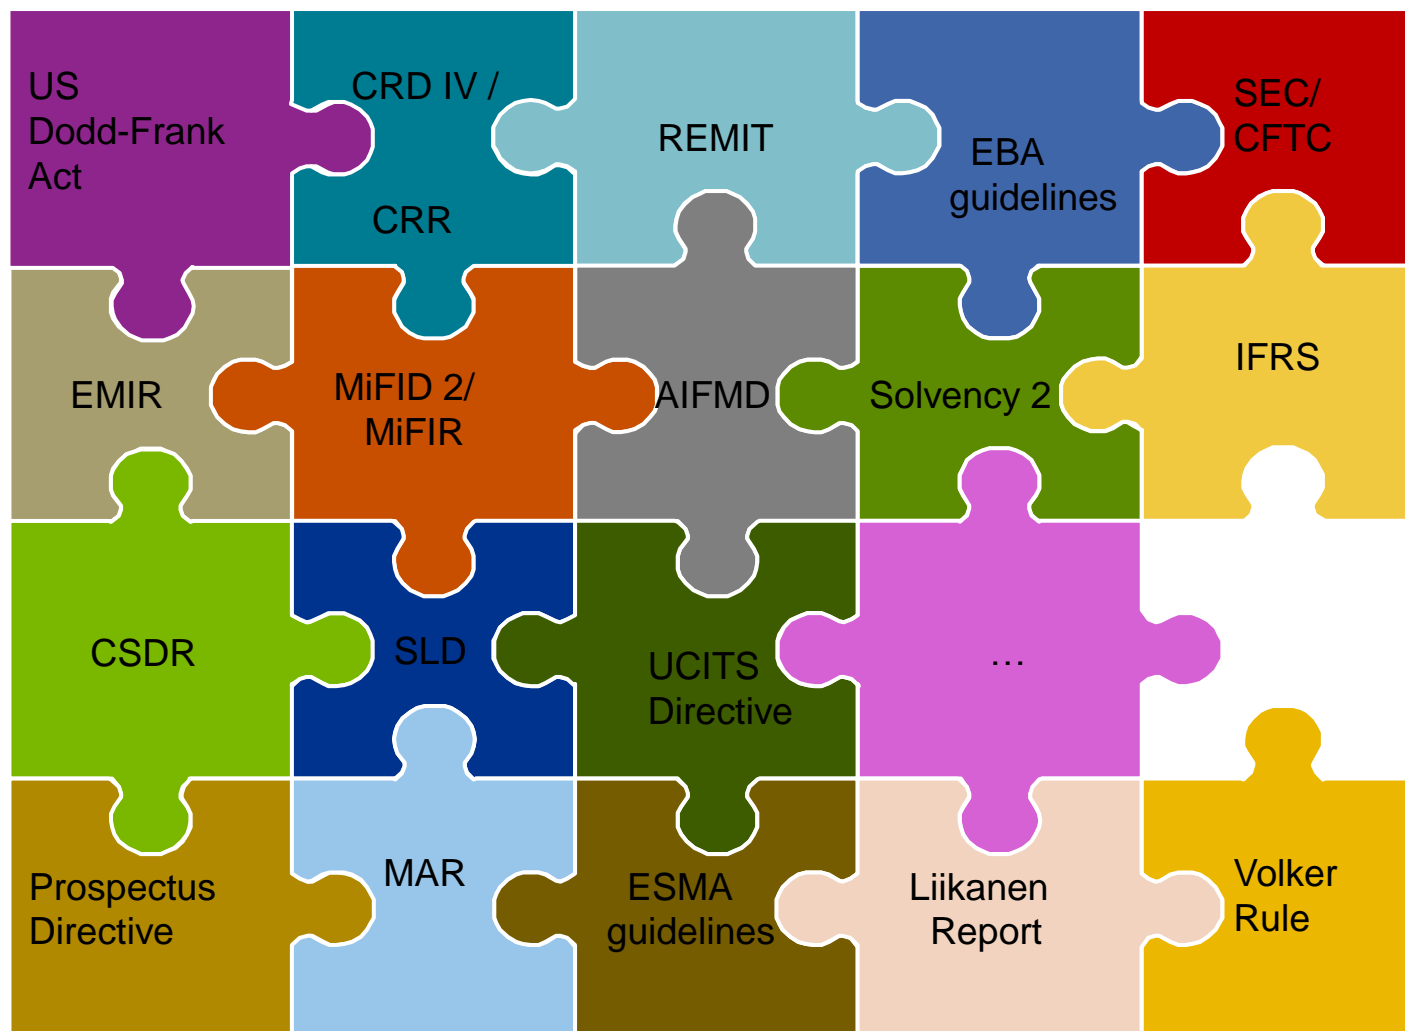 US
Dodd-Frank
Act
CRD IV /
CRR
REMIT
EBA
guidelines
SEC/
CFTC
EMIR
MiFID 2/
MiFIR
AIFMD
Solvency 2
IFRS
CSDR
SLD
UCITS
Directive
...
Prospectus
Directive
MAR
ESMA
guidelines
Liikanen
Report
Volker
Rule